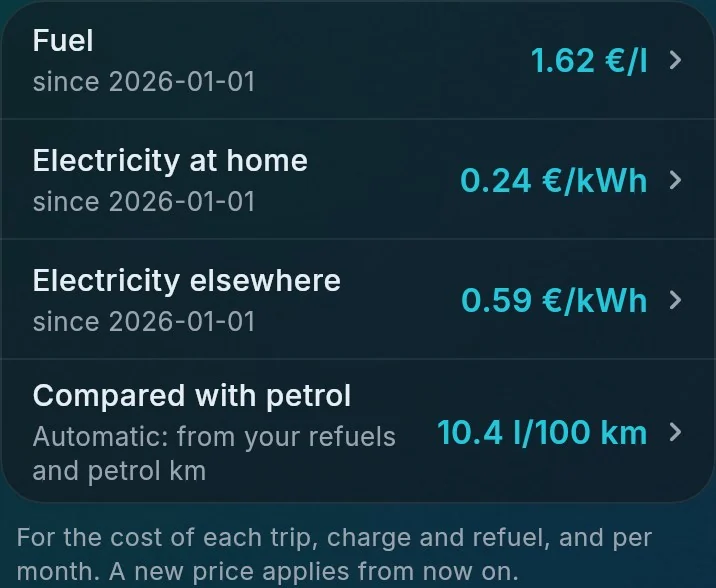 Fuel
since 2026-01-01
1.62 €/l
Electricity at home
since 2026-01-01
0.24 €/kWh
Electricity elsewhere
since 2026-01-01
0.59 €/kWh
Compared with petrol
Automatic: from your refuels
and petrol km
10.4 l/100 km
For the cost of each trip, charge and refuel, and per
month. A new price applies from now on.